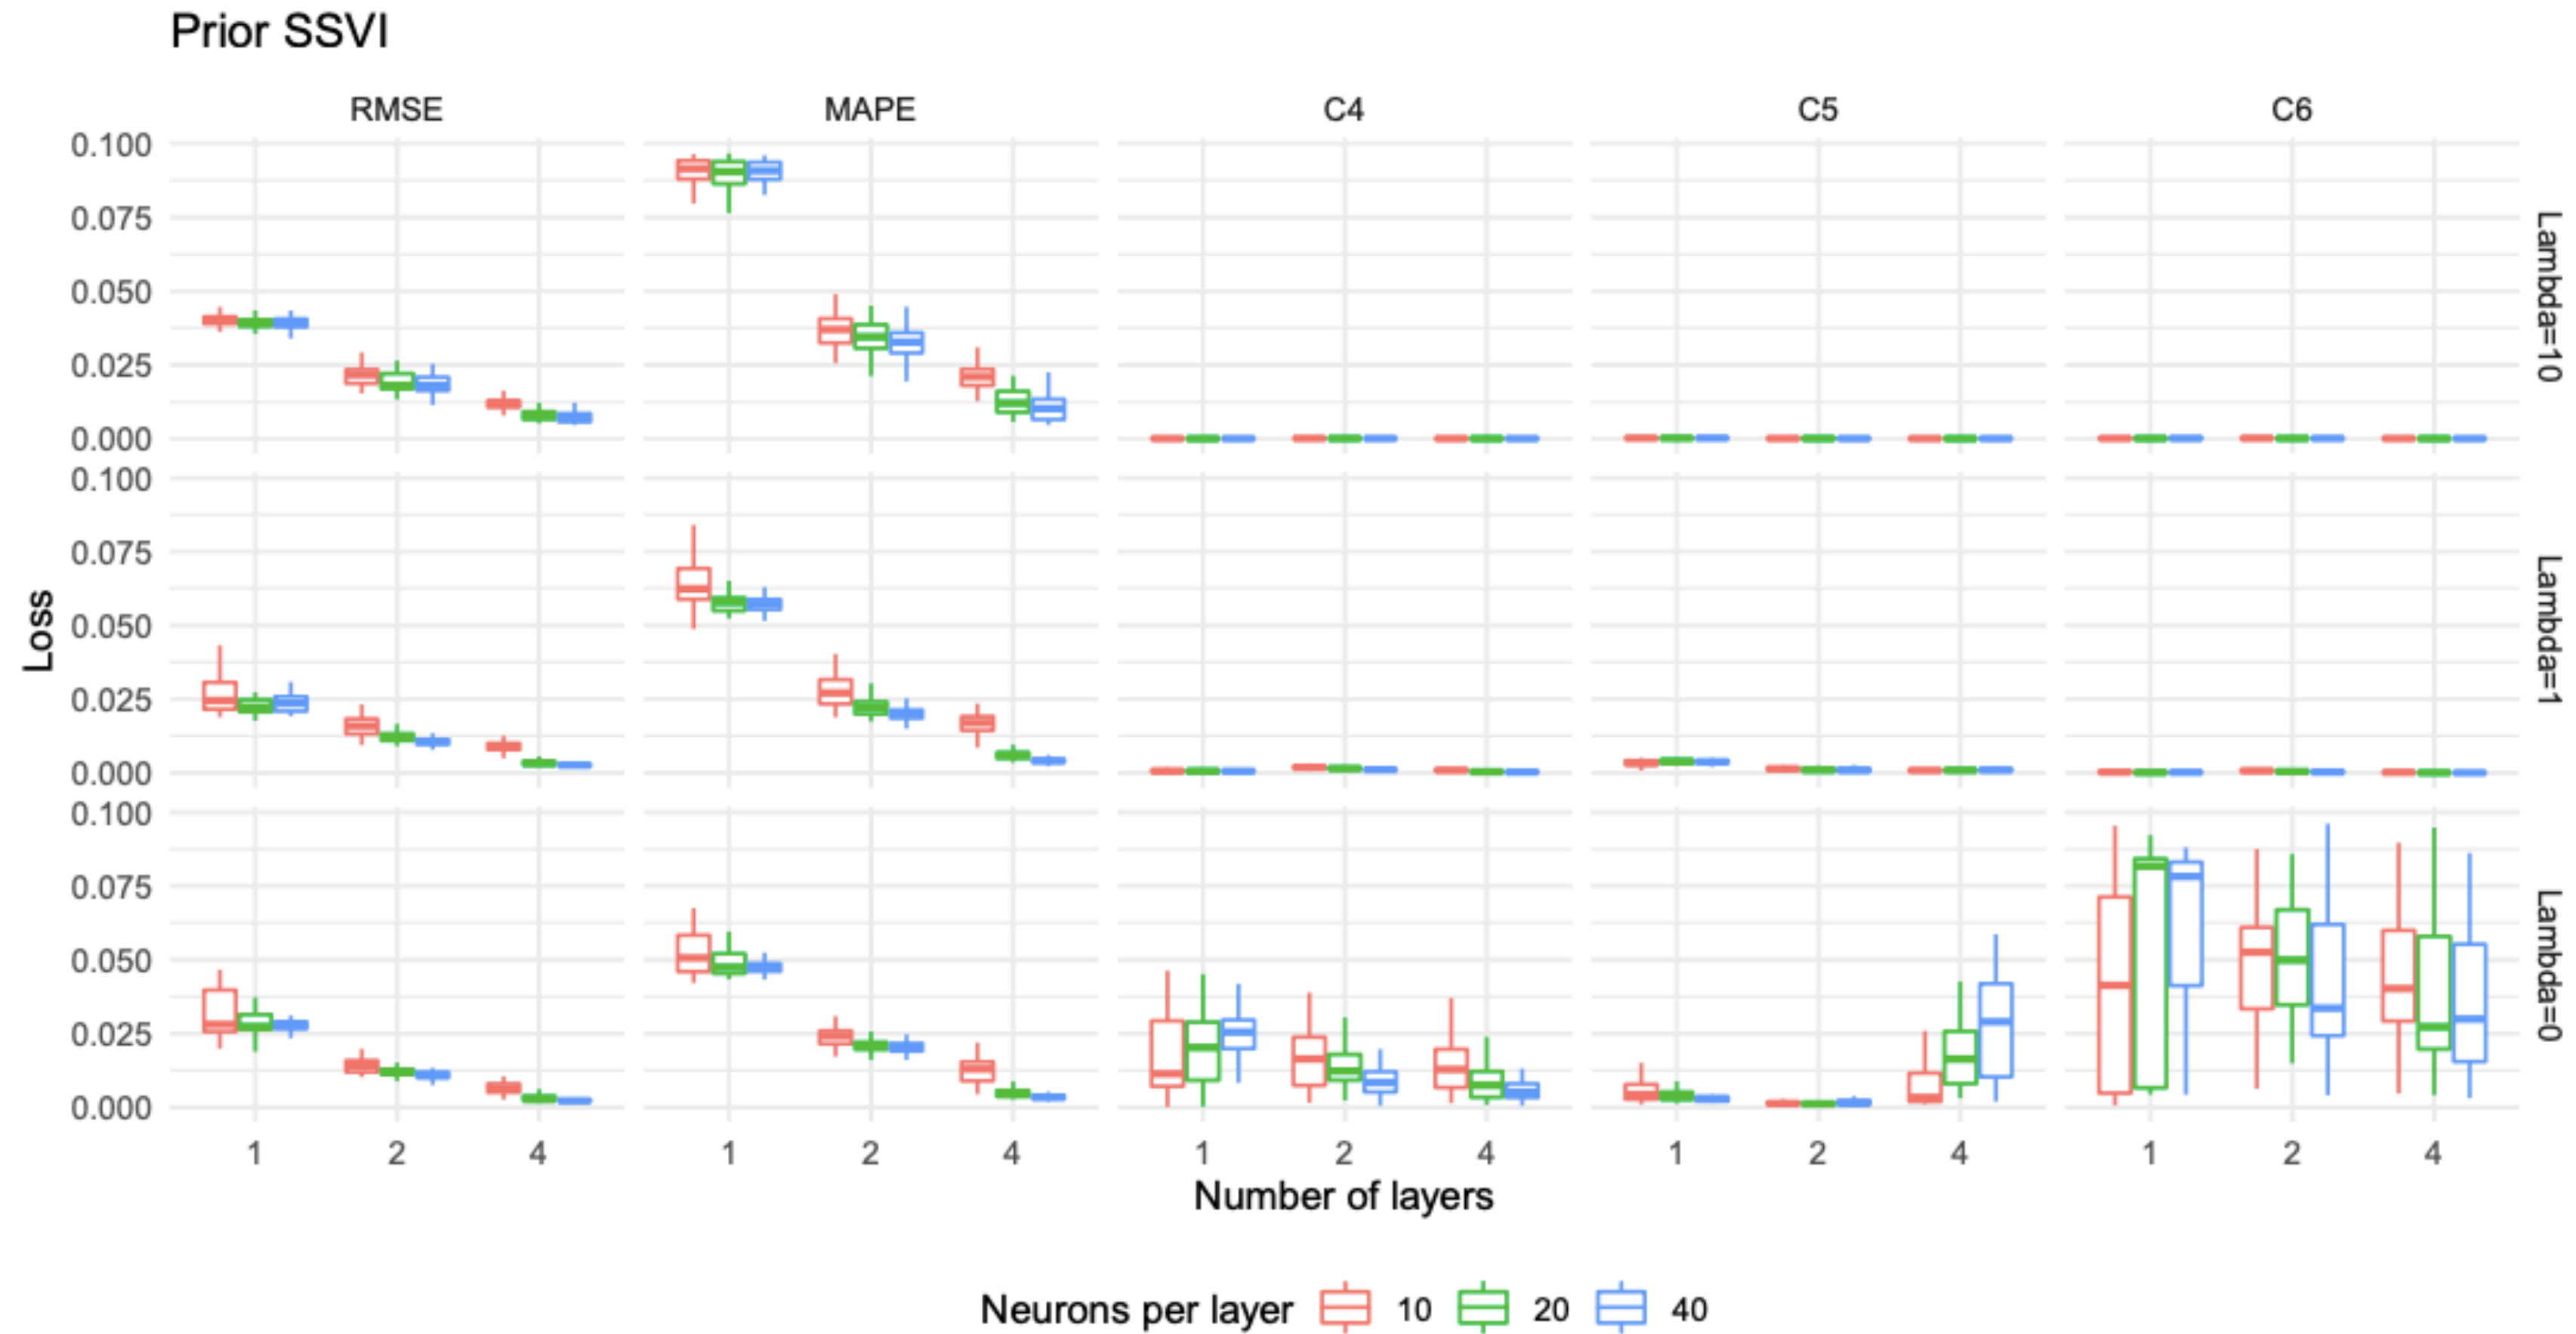 Prior SSVI
RMSE MAPE C4 C5 C6
0.100
0.075
0.050
0.025
0.000
Lambda=10
0.100
0.075
0.050
0.025
0.000
Lambda=1
0.100
0.075
0.050
0.025
0.000
Lambda=0
Loss
1 2 4 1 2 4 1 2 4 1 2 4 1 2 4
Number of layers
Neurons per layer 10 20 40